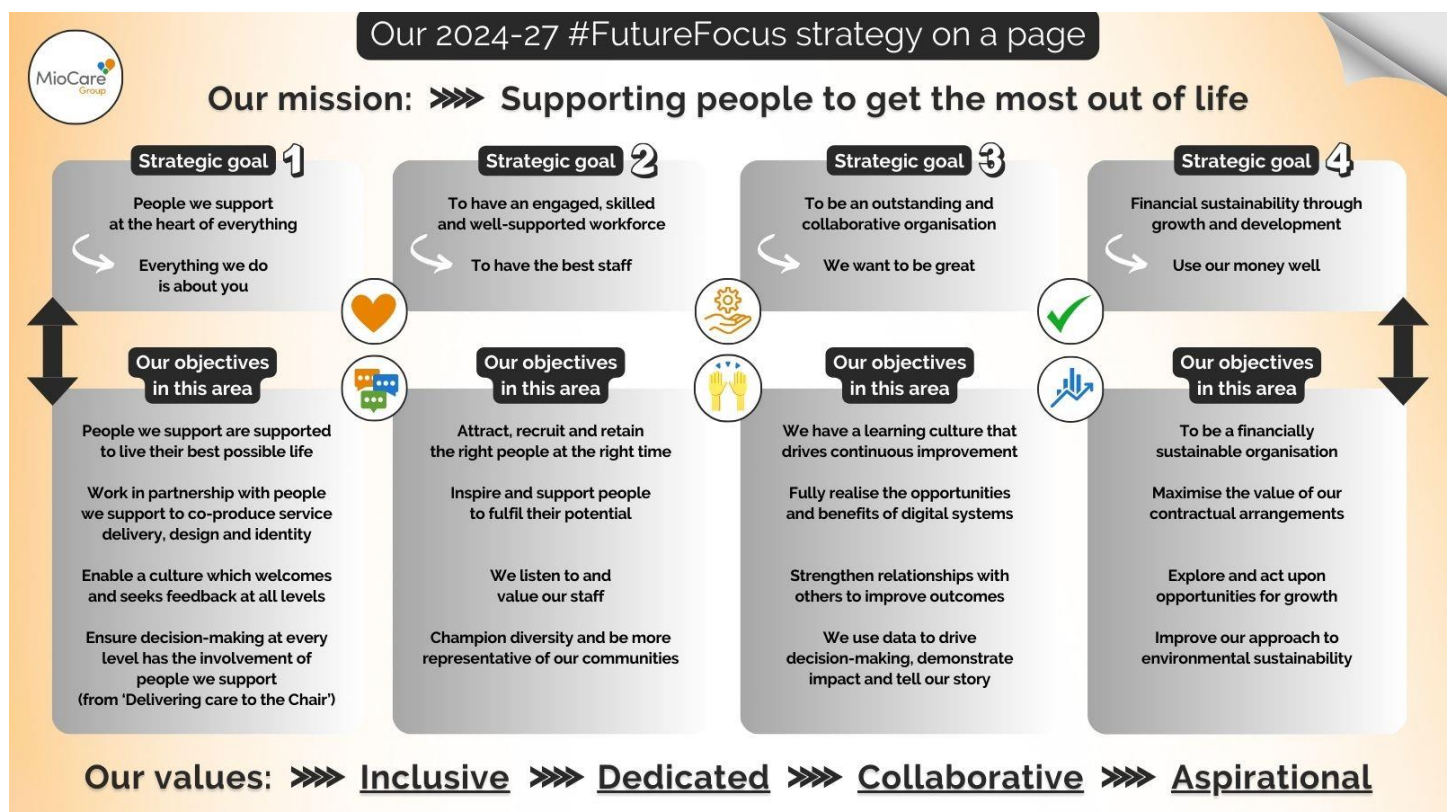 Our 2024-27 #FutureFocus strategy on a page
MioCare
Group
Our mission: Supporting people to get the most out of life
Strategic goal 1
People we support
at the heart of everything
Everything we do
is about you
Our objectives
in this area
People we support are supported
to live their best possible life
Work in partnership with people
we support to co-produce service
delivery, design and identity
Enable a culture which welcomes
and seeks feedback at all levels
Ensure decision-making at every
level has the involvement of
people we support
(from ‘Delivering care to the Chair’)
Strategic goal 2
To have an engaged, skilled
and well-supported workforce
To have the best staff
Our objectives
in this area
Attract, recruit and retain
the right people at the right time
Inspire and support people
to fulfil their potential
We listen to and
value our staff
Champion diversity and be more
representative of our communities
Strategic goal 3
To be an outstanding and
collaborative organisation
We want to be great
Our objectives
in this area
We have a learning culture that
drives continuous improvement
Fully realise the opportunities
and benefits of digital systems
Strengthen relationships with
others to improve outcomes
We use data to drive
decision-making, demonstrate
impact and tell our story
Strategic goal 4
Financial sustainability through
growth and development
Use our money well
Our objectives
in this area
To be a financially
sustainable organisation
Maximise the value of our
contractual arrangements
Explore and act upon
opportunities for growth
Improve our approach to
environmental sustainability
Our values: Inclusive Dedicated Collaborative Aspirational